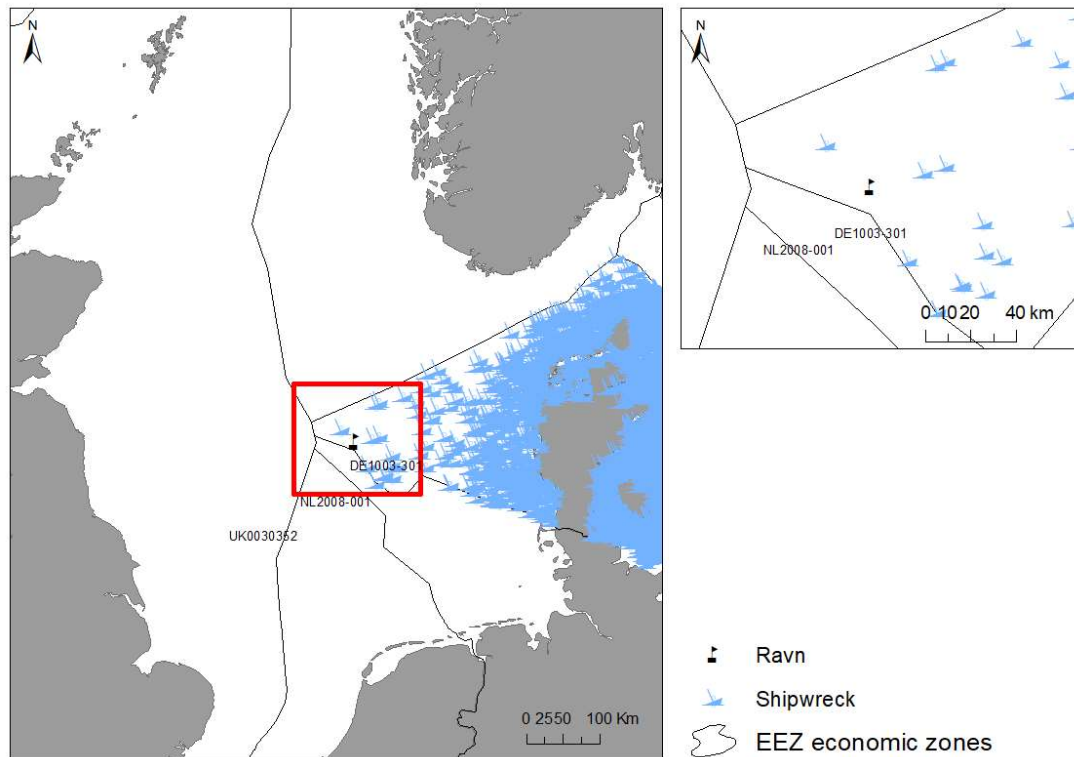 N
DE1003-301
NL2008-001
UK0030352
0 2550 100 Km
N
DE1003-301
NL2008-001
0 1020 40 km
Ravn
Shipwreck
EEZ economic zones